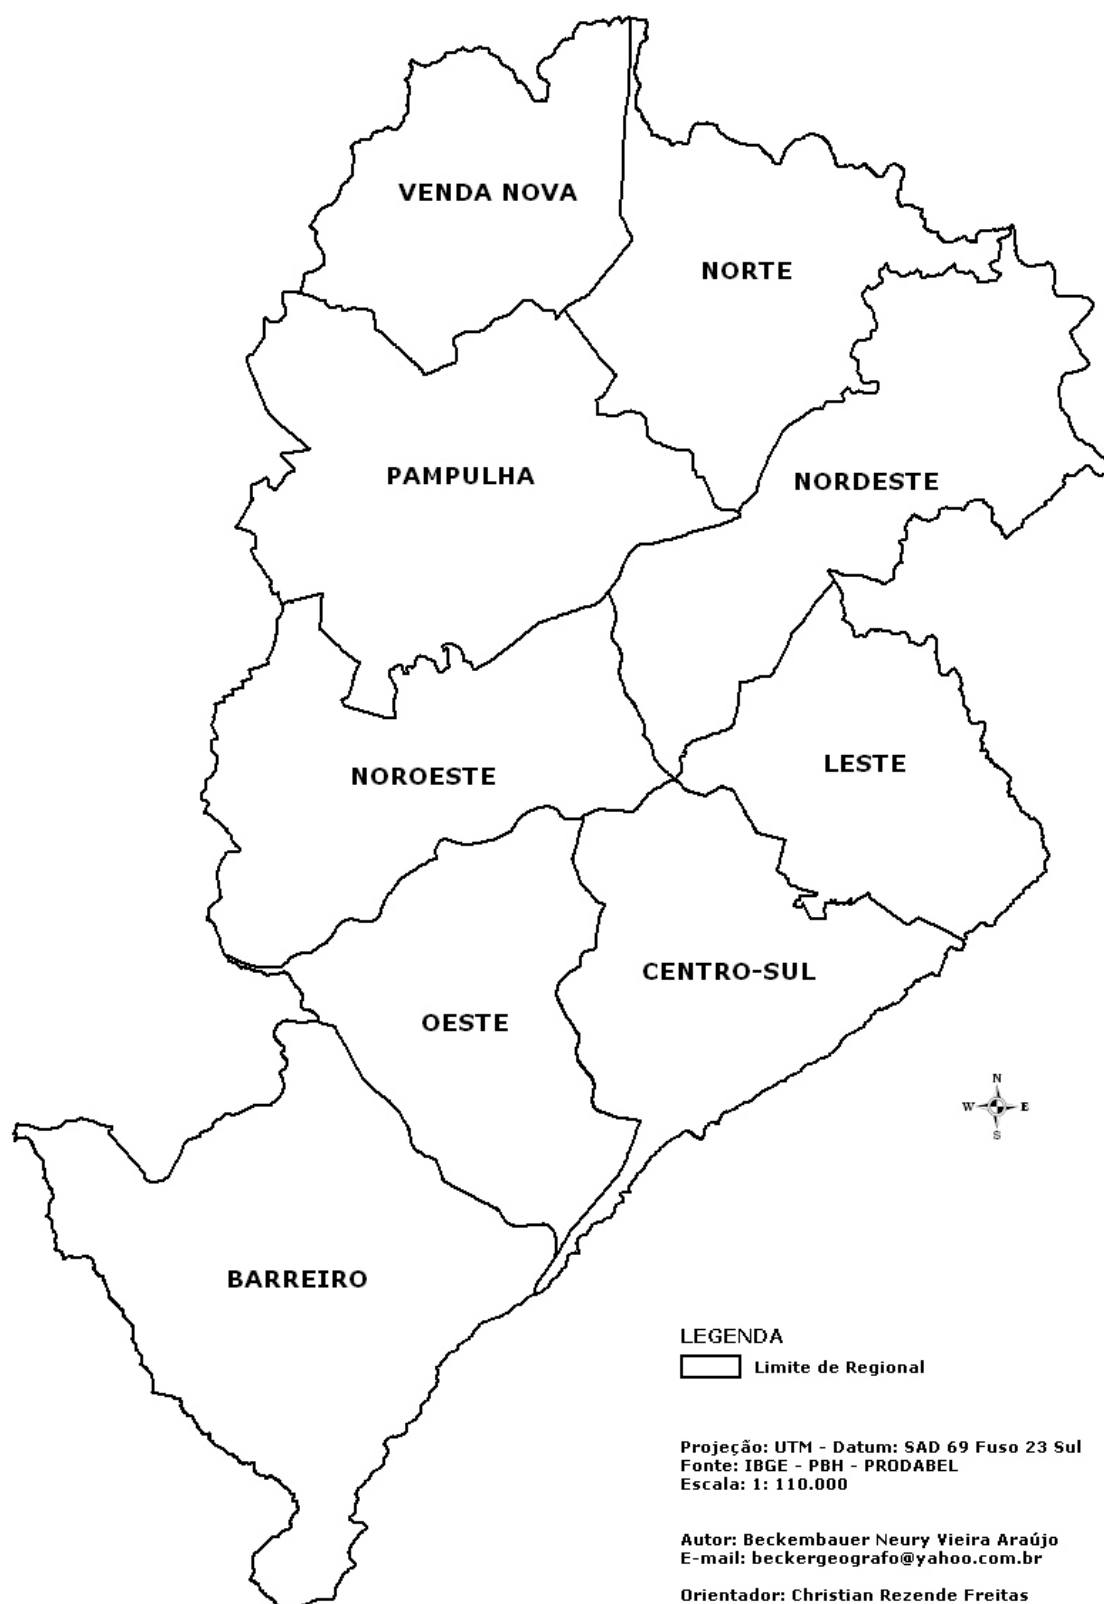 VENDA NOVA
NORTE
PAMPULHA
NORDESTE
NOROESTE
LESTE
CENTRO-SUL
OESTE
N
W E
S
BARREIRO
LEGENDA
Limite de Regional
Projeção: UTM - Datum: SAD 69 Fuso 23 Sul
Fonte: IBGE - PBH - PRODABEL
Escala: 1: 110.000
Autor: Beckembauer Neury Vieira Araújo
E-mail: beckergeografo@yahoo.com.br
Orientador: Christian Rezende Freitas